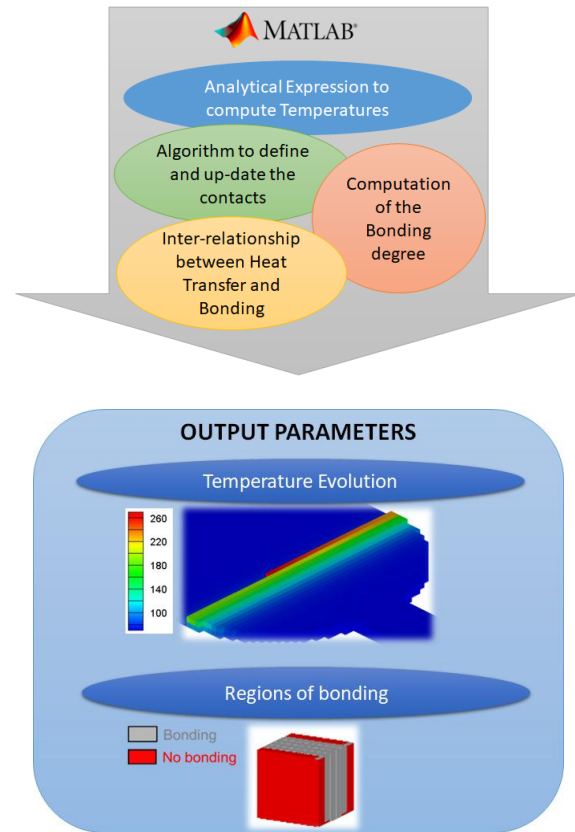 MATLAB®
Analytical Expression to
compute Temperatures
Algorithm to define
and up-date the
contacts
Computation
of the
Bonding
degree
Inter-relationship
between Heat
Transfer and
Bonding
OUTPUT PARAMETERS
Temperature Evolution
260
220
180
140
100
Regions of bonding
Bonding
No bonding